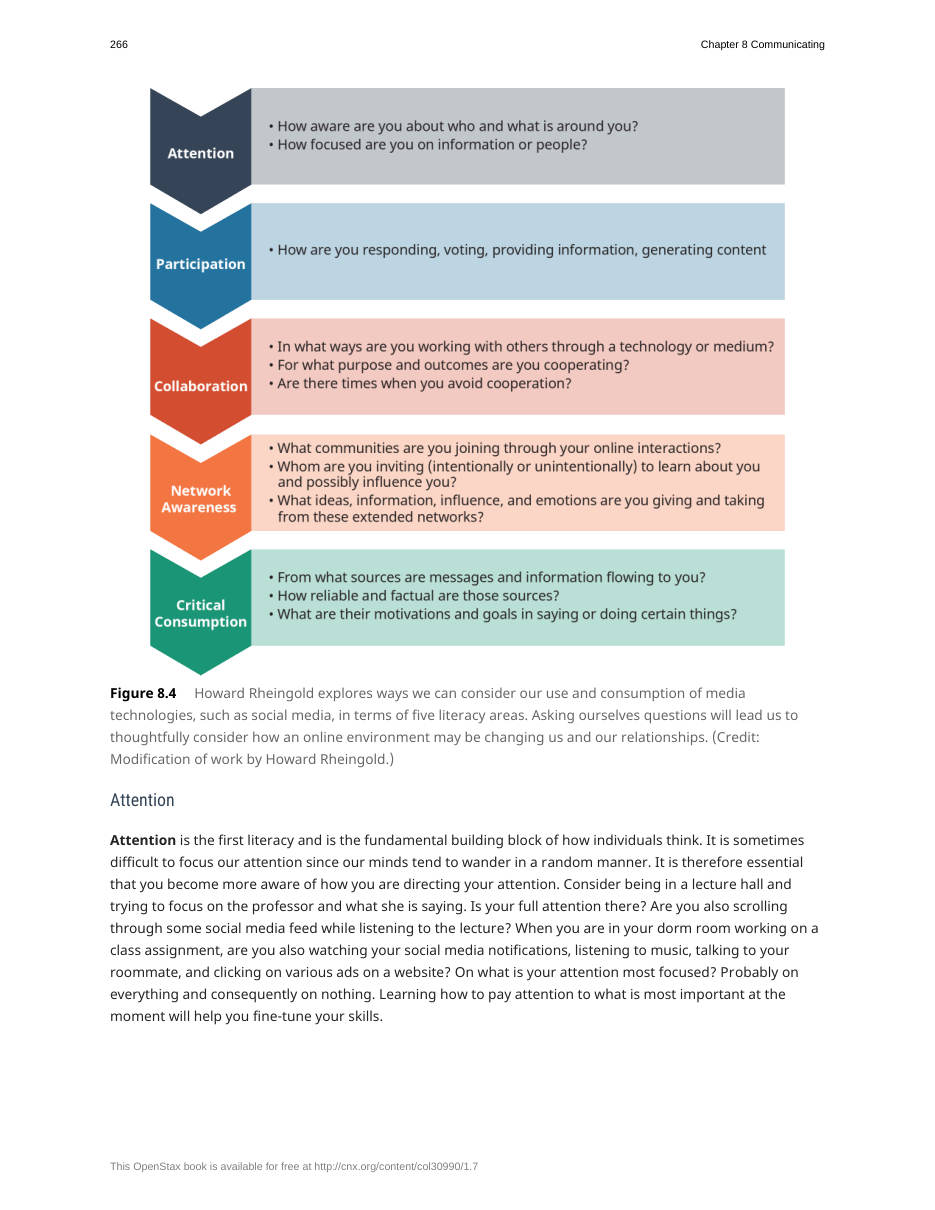 266
Chapter 8 Communicating
Attention
• How aware are you about who and what is around you?
• How focused are you on information or people?
Participation
• How are you responding, voting, providing information, generating content
Collaboration
• In what ways are you working with others through a technology or medium?
• For what purpose and outcomes are you cooperating?
• Are there times when you avoid cooperation?
Network
Awareness
• What communities are you joining through your online interactions?
• Whom are you inviting (intentionally or unintentionally) to learn about you
and possibly influence you?
• What ideas, information, influence, and emotions are you giving and taking
from these extended networks?
Critical
Consumption
• From what sources are messages and information flowing to you?
• How reliable and factual are those sources?
• What are their motivations and goals in saying or doing certain things?
Figure 8.4 Howard Rheingold explores ways we can consider our use and consumption of media
technologies, such as social media, in terms of five literacy areas. Asking ourselves questions will lead us to
thoughtfully consider how an online environment may be changing us and our relationships. (Credit:
Modification of work by Howard Rheingold.)
Attention
Attention is the first literacy and is the fundamental building block of how individuals think. It is sometimes
difficult to focus our attention since our minds tend to wander in a random manner. It is therefore essential
that you become more aware of how you are directing your attention. Consider being in a lecture hall and
trying to focus on the professor and what she is saying. Is your full attention there? Are you also scrolling
through some social media feed while listening to the lecture? When you are in your dorm room working on a
class assignment, are you also watching your social media notifications, listening to music, talking to your
roommate, and clicking on various ads on a website? On what is your attention most focused? Probably on
everything and consequently on nothing. Learning how to pay attention to what is most important at the
moment will help you fine-tune your skills.
This OpenStax book is available for free at http://cnx.org/content/col30990/1.7